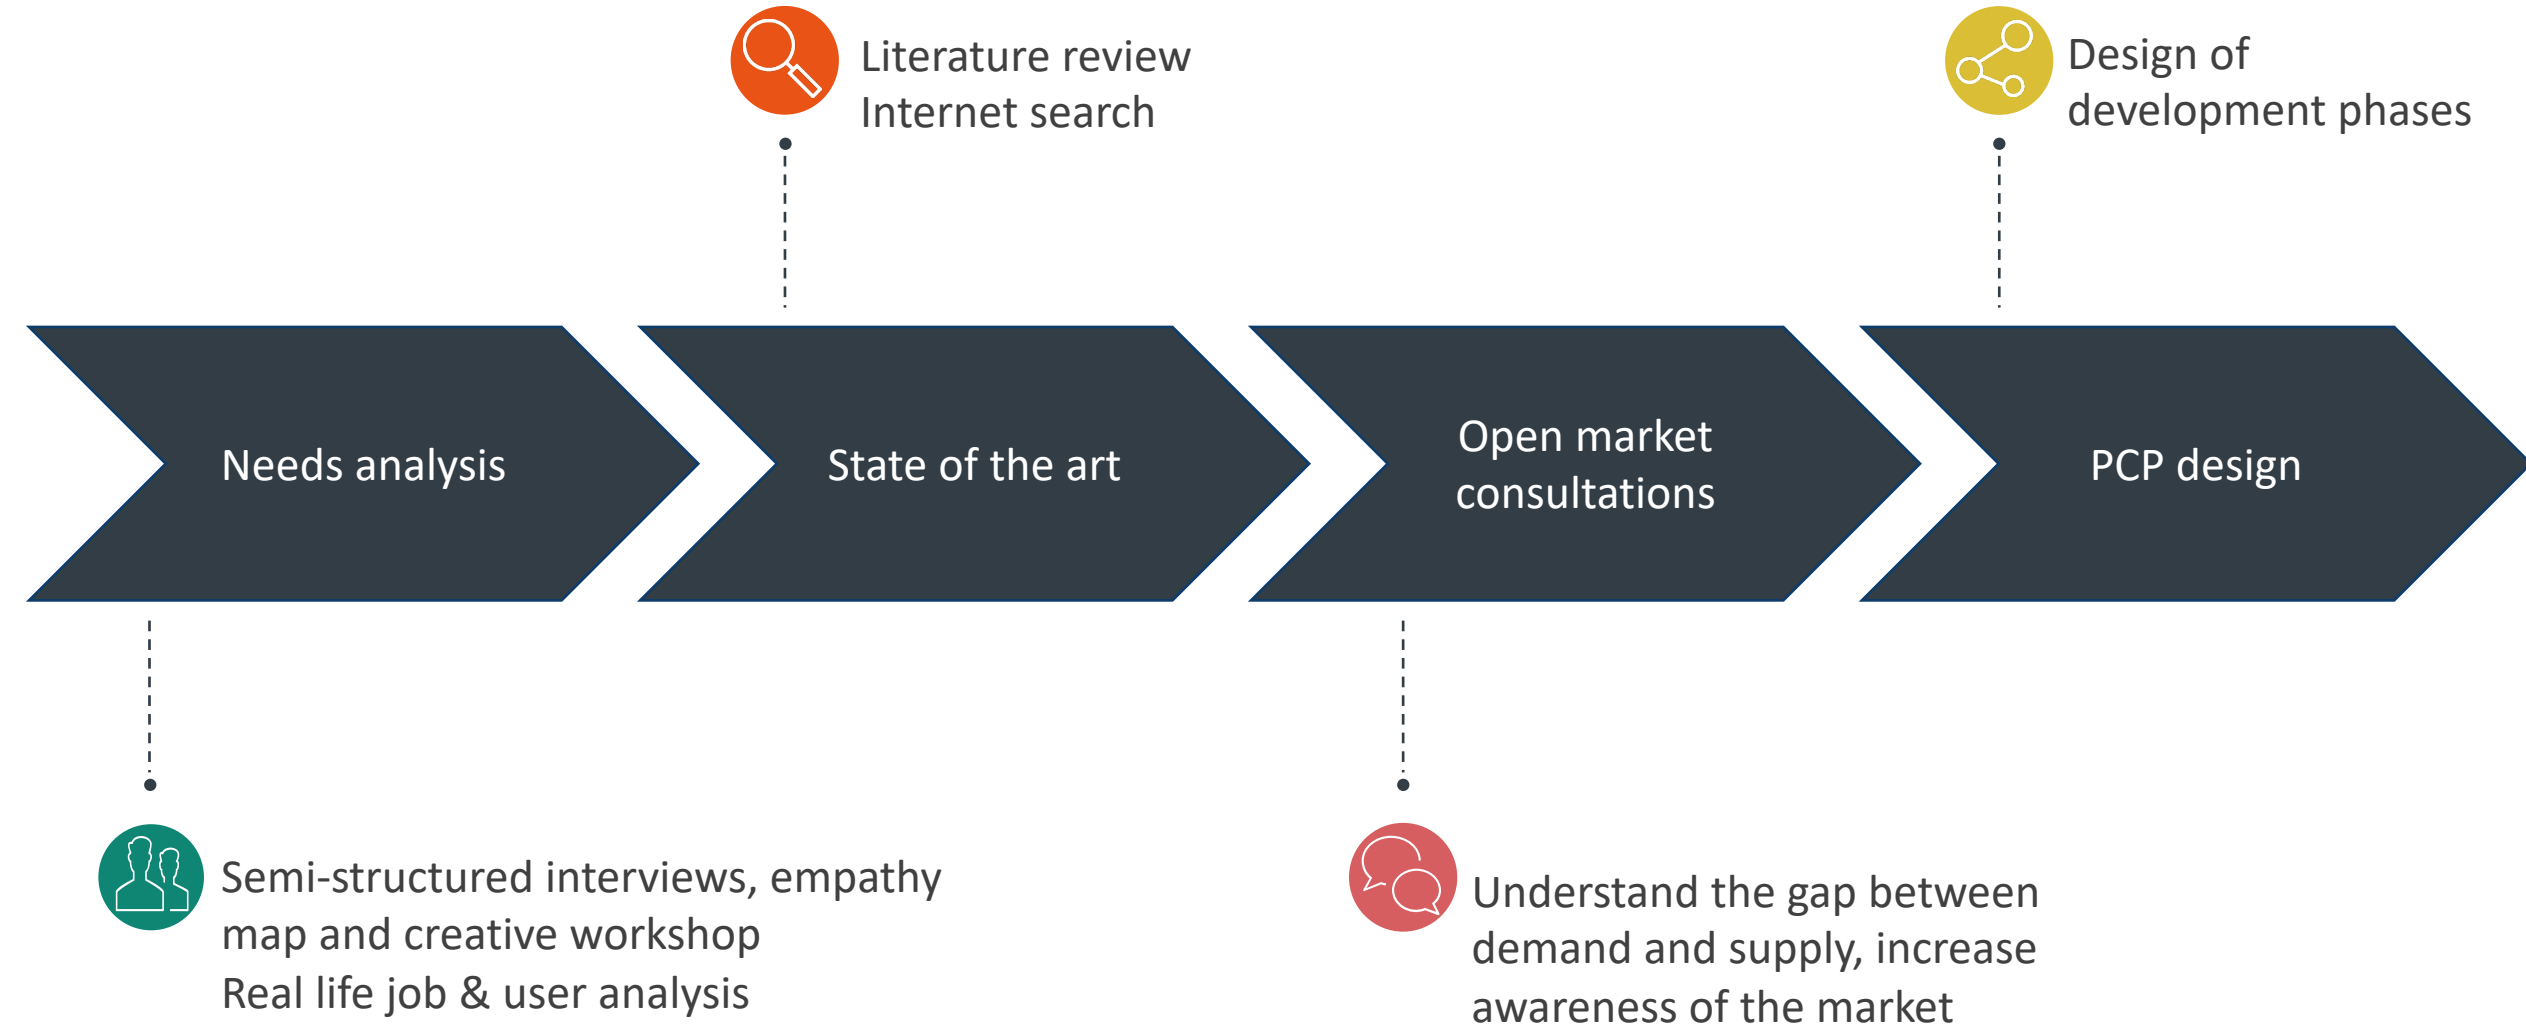 Literature review
Internet search
Design of
development phases
Needs analysis
State of the art
Open market
consultations
PCP design
Semi-structured interviews, empathy
map and creative workshop
Real life job & user analysis
Understand the gap between
demand and supply, increase
awareness of the market